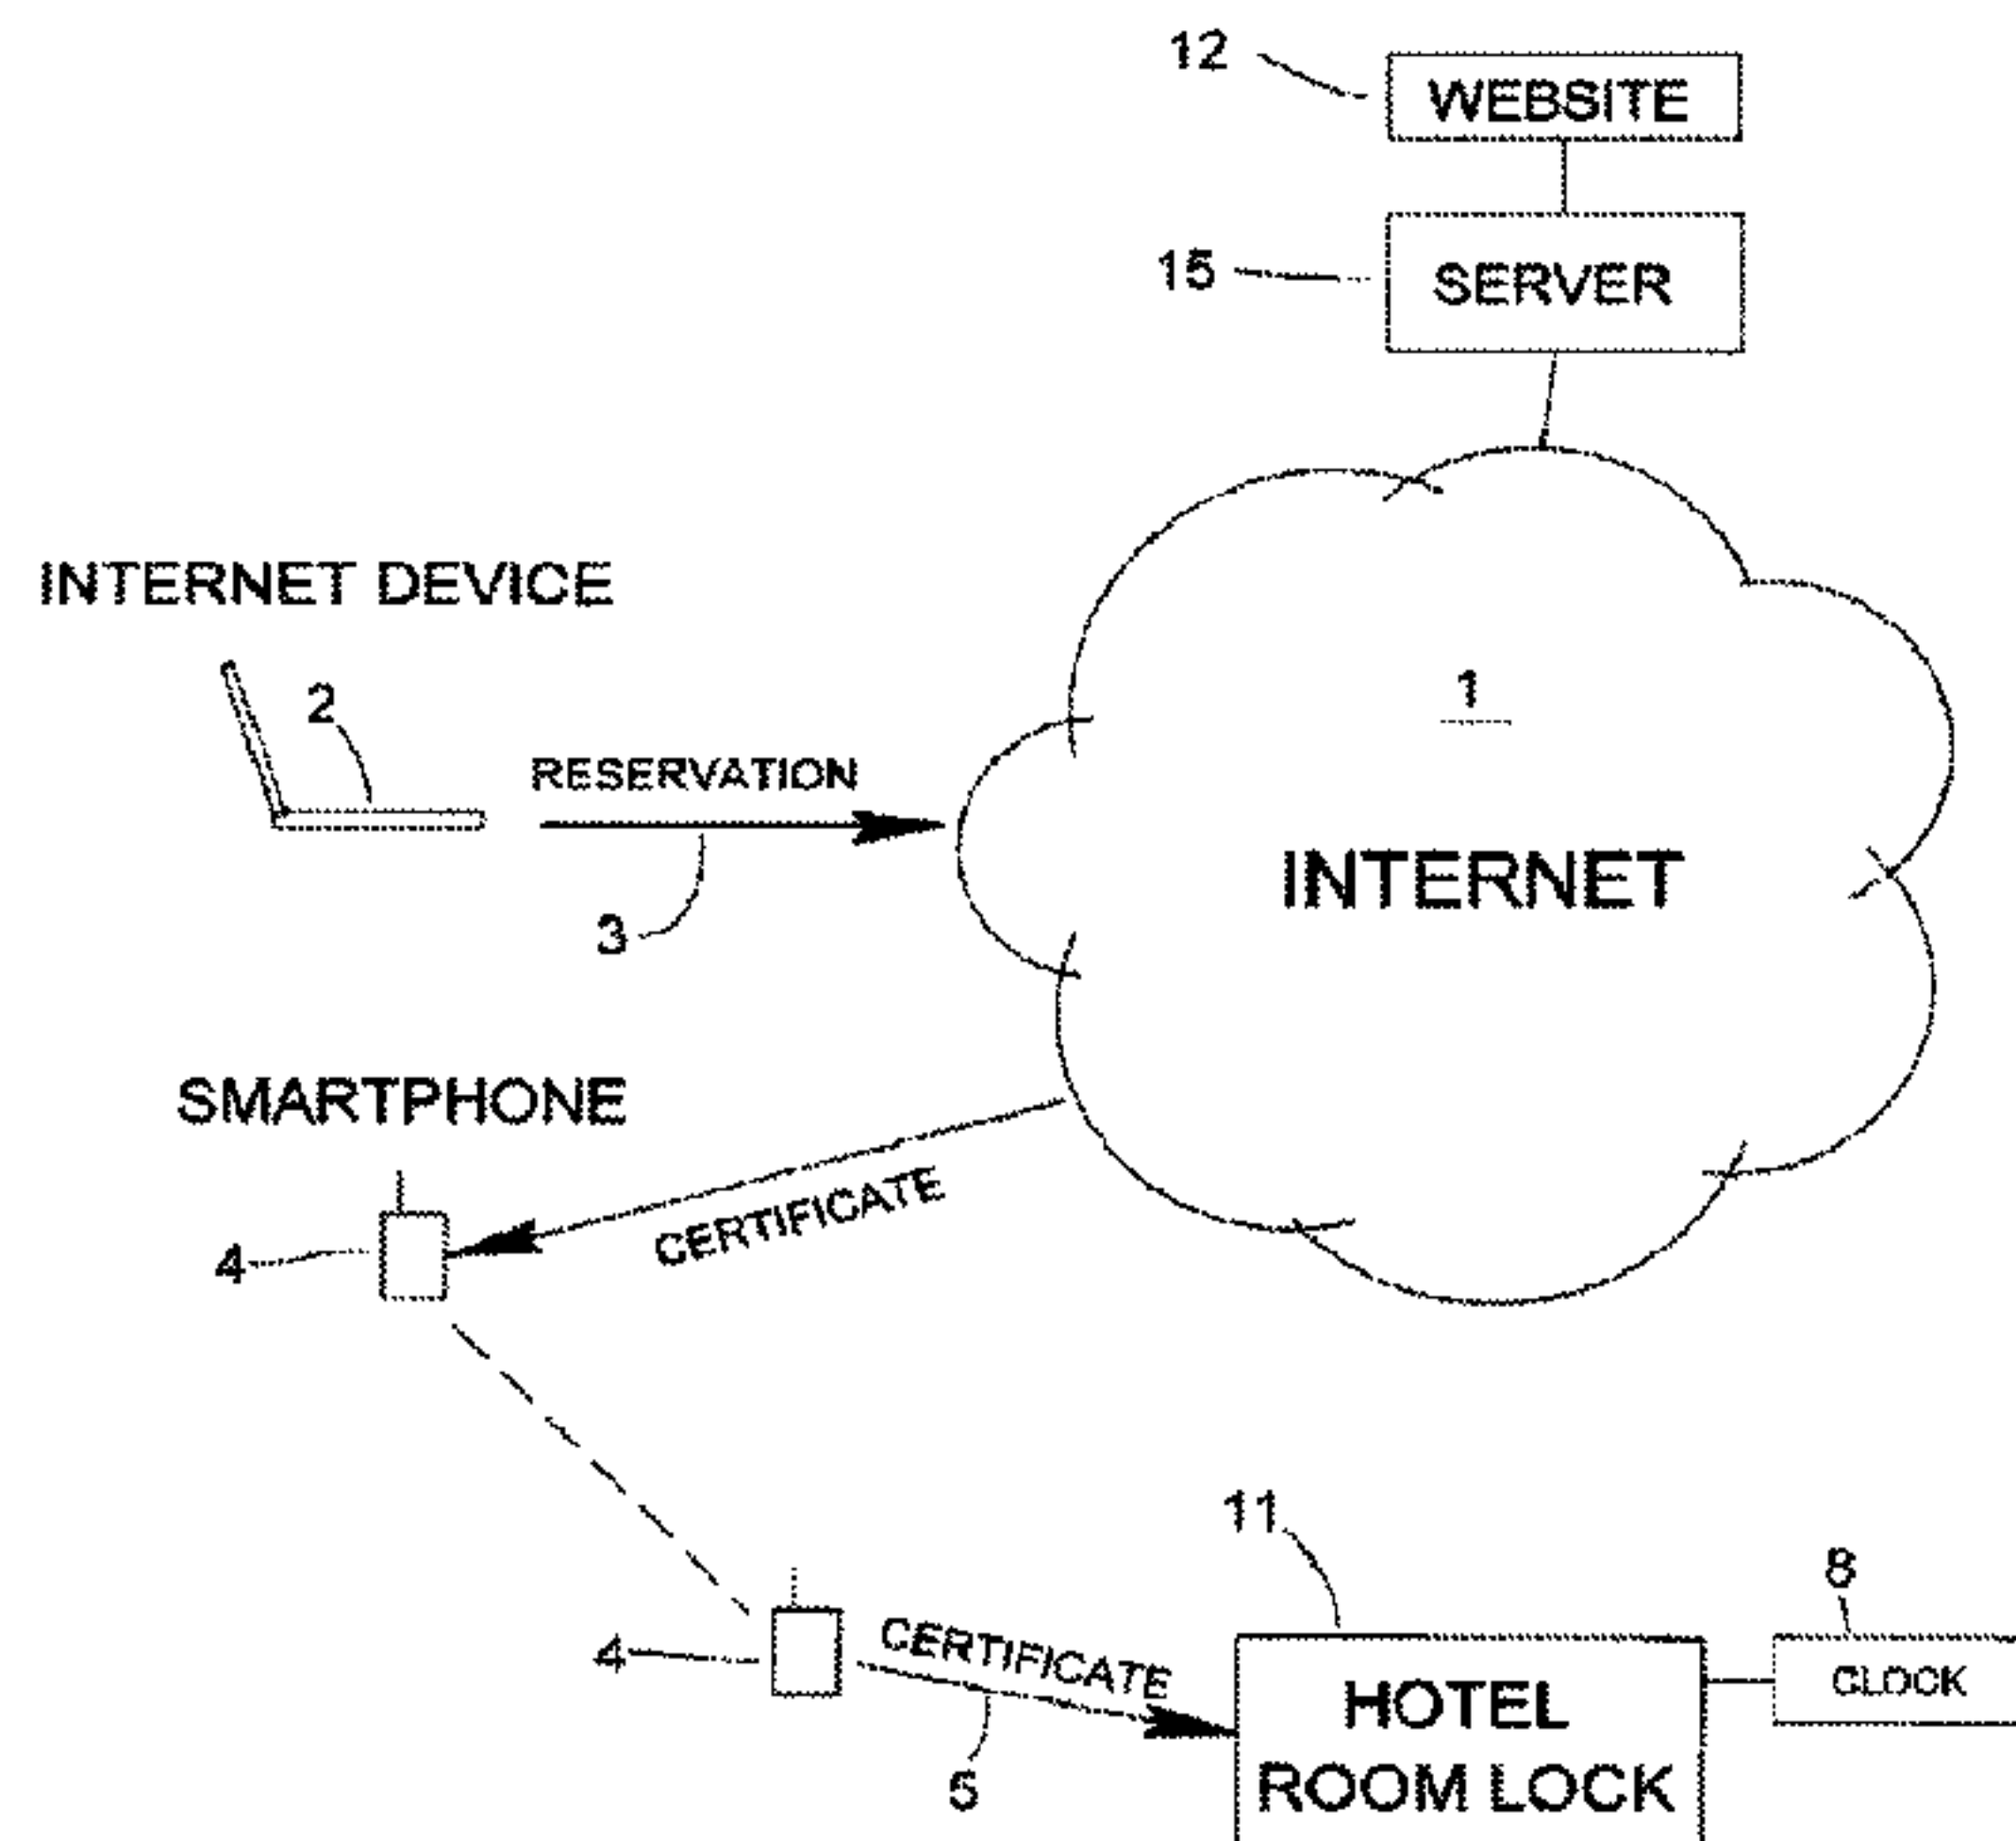 12
WEBSITE
15
SERVER
INTERNET DEVICE
2
RESERVATION
3
1
INTERNET
SMARTPHONE
4
CERTIFICATE
4
CERTIFICATE
5
11
HOTEL
ROOM LOCK
8
CLOCK